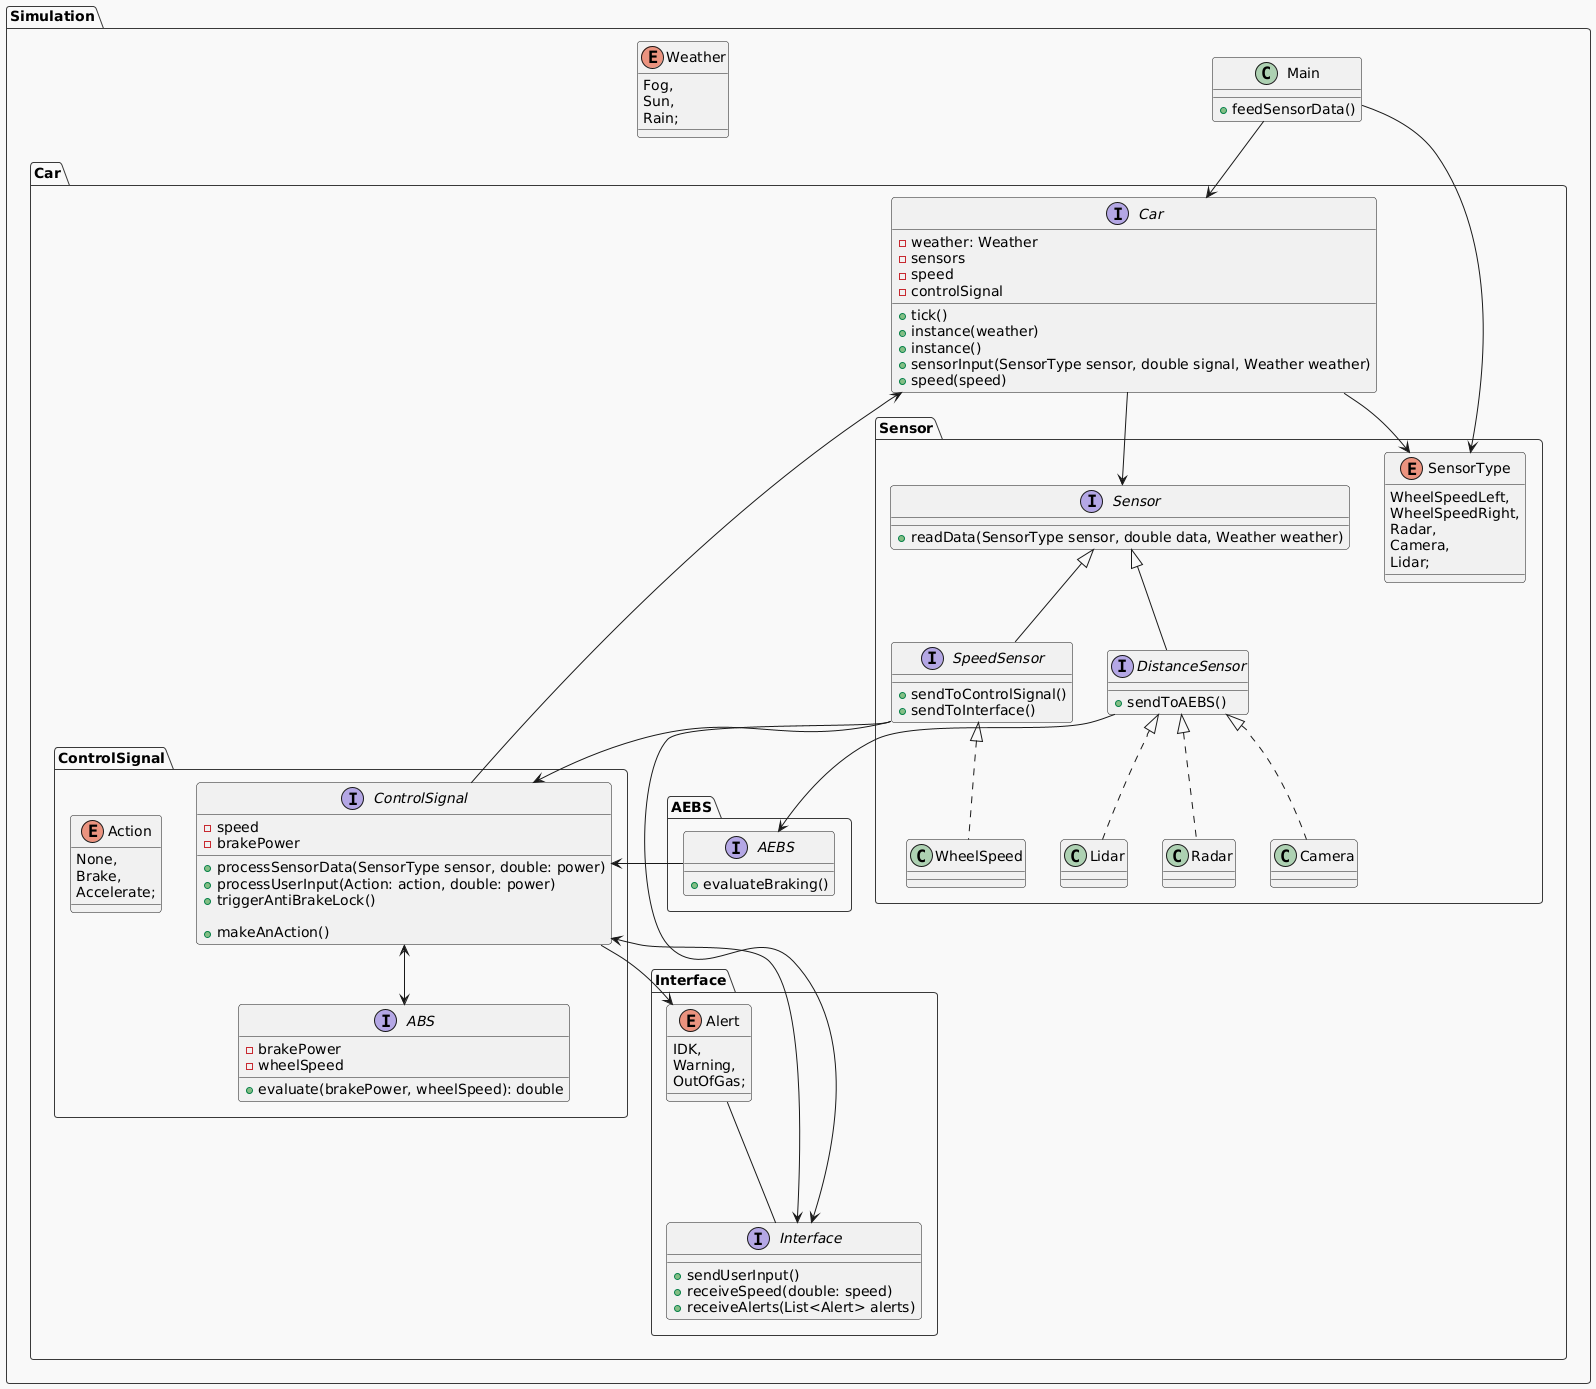 Simulation
E Weather
Fog,
Sun,
Rain;
C Main
feedSensorData()
Car
I Car
weather: Weather
sensors
speed
controlSignal
tick()
instance(weather)
instance()
sensorInput(SensorType sensor, double signal, Weather weather)
speed(speed)
Sensor
E SensorType
WheelSpeedLeft,
WheelSpeedRight,
Radar,
Camera,
Lidar;
I Sensor
readData(SensorType sensor, double data, Weather weather)
I SpeedSensor
sendToControlSignal()
sendToInterface()
I DistanceSensor
sendToAEBS()
C WheelSpeed
C Lidar
C Radar
C Camera
ControlSignal
E Action
None,
Brake,
Accelerate;
I ControlSignal
speed
brakePower
processSensorData(SensorType sensor, double: power)
processUserInput(Action: action, double: power)
triggerAntiBrakeLock()
makeAnAction()
AEBS
I AEBS
evaluateBraking()
I ABS
brakePower
wheelSpeed
evaluate(brakePower, wheelSpeed): double
Interface
E Alert
IDK,
Warning,
OutOfGas;
I Interface
sendUserInput()
receiveSpeed(double: speed)
receiveAlerts(List<Alert> alerts)